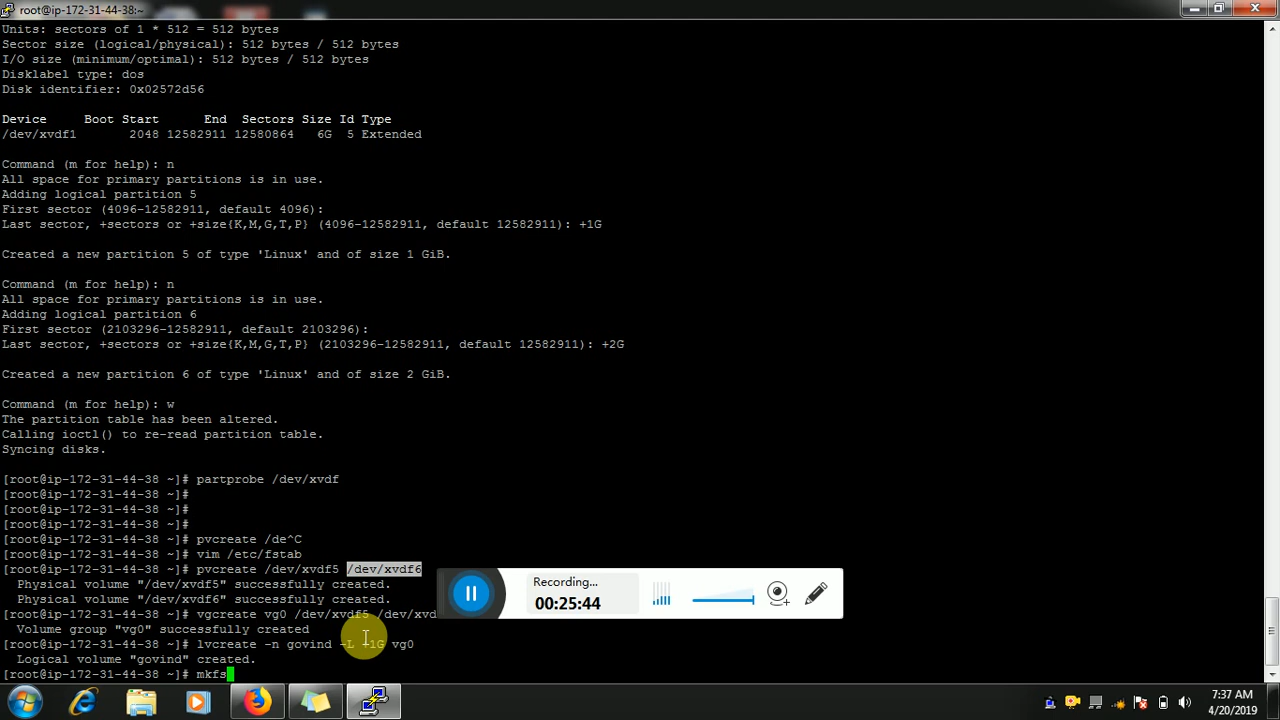 root@ip-172-31-44-38:~
Units: sectors of 1 * 512 = 512 bytes
Sector size (logical/physical): 512 bytes / 512 bytes
I/O size (minimum/optimal): 512 bytes / 512 bytes
Disklabel type: dos
Disk identifier: 0x02572d56
Device Boot Start End Sectors Size Id Type
/dev/xvdf1 2048 12582911 12580864 6G 5 Extended
Command (m for help): n
All space for primary partitions is in use.
Adding logical partition 5
First sector (4096-12582911, default 4096):
Last sector, +sectors or +size{K,M,G,T,P} (4096-12582911, default 12582911): +1G
Created a new partition 5 of type 'Linux' and of size 1 GiB.
Command (m for help): n
All space for primary partitions is in use.
Adding logical partition 6
First sector (2103296-12582911, default 2103296):
Last sector, +sectors or +size{K,M,G,T,P} (2103296-12582911, default 12582911): +2G
Created a new partition 6 of type 'Linux' and of size 2 GiB.
Command (m for help): w
The partition table has been altered.
Calling ioctl() to re-read partition table.
Syncing disks.
[root@ip-172-31-44-38 ~]# partprobe /dev/xvdf
[root@ip-172-31-44-38 ~]#
[root@ip-172-31-44-38 ~]#
[root@ip-172-31-44-38 ~]#
[root@ip-172-31-44-38 ~]# pvcreate /de^C
[root@ip-172-31-44-38 ~]# vim /etc/fstab
[root@ip-172-31-44-38 ~]# pvcreate /dev/xvdf5 /dev/xvdf6
Physical volume "/dev/xvdf5" successfully created.
Physical volume "/dev/xvdf6" successfully created.
[root@ip-172-31-44-38 ~]# vgcreate vg0 /dev/xvdf5 /dev/xvd
Volume group "vg0" successfully created
[root@ip-172-31-44-38 ~]# lvcreate -n govind -L +1G vg0
Logical volume "govind" created.
[root@ip-172-31-44-38 ~]# mkfs
Recording...
00:25:44
7:37 AM
4/20/2019